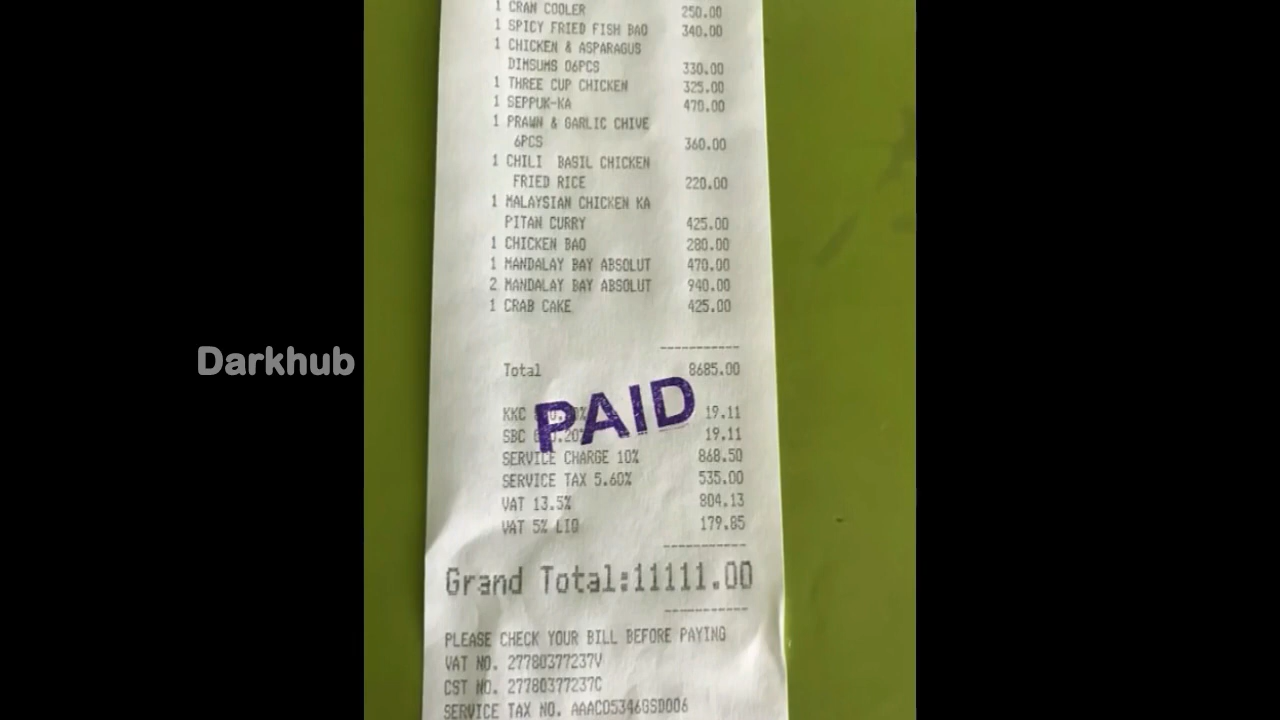 1 CRAN COOLER 250.00
1 SPICY FRIED FISH BAO 340.00
1 CHICKEN & ASPARAGUS
DIMSUMS 06PCS 330.00
1 THREE CUP CHICKEN 325.00
1 SEPPUK-KA 470.00
1 PRAWN & GARLIC CHIVE
6PCS 360.00
1 CHILI BASIL CHICKEN
FRIED RICE 220.00
1 MALAYSIAN CHICKEN KA
PITAN CURRY 425.00
1 CHICKEN BAO 280.00
1 MANDALAY BAY ABSOLUT 470.00
2 MANDALAY BAY ABSOLUT 940.00
1 CRAB CAKE 425.00
Darkhub
Total 8685.00
PAID
KKC 19.11
SBC 19.11
SERVICE CHARGE 10% 868.50
SERVICE TAX 5.60% 535.00
VAT 13.5% 804.13
VAT 5% LIQ 179.85
Grand Total:11111.00
PLEASE CHECK YOUR BILL BEFORE PAYING
VAT NO. 27780377237V
CST NO. 27780377237C
SERVICE TAX NO. AAACO5346GSD006